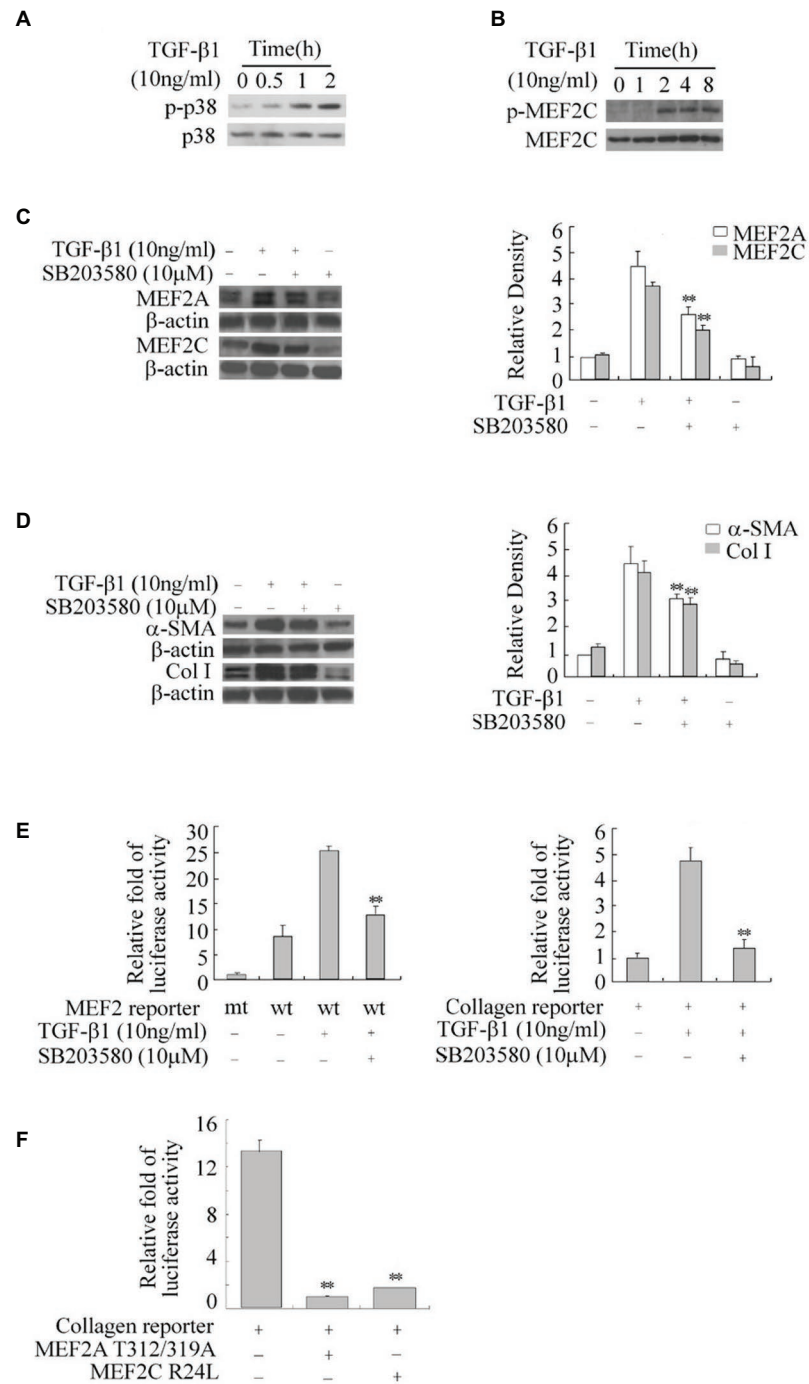 A
TGF-β1 Time(h)
(10ng/ml) 0 0.5 1 2
p-p38
p38
B
TGF-β1 Time(h)
(10ng/ml) 0 1 2 4 8
p-MEF2C
MEF2C
C
TGF-β1 (10ng/ml) – + + –
SB203580 (10μM) – – + +
MEF2A
β-actin
MEF2C
β-actin
Relative Density
6
5
4
3
2
1
0
MEF2A
MEF2C
** **
TGF-β1 – + + –
SB203580 – – + +
D
TGF-β1 (10ng/ml) – + + –
SB203580 (10μM) – – + +
α-SMA
β-actin
Col I
β-actin
Relative Density
6
5
4
3
2
1
0
α-SMA
Col I
** **
TGF-β1 – + + –
SB203580 – – + +
E
Relative fold of
luciferase activity
30
25
20
15
10
5
0
**
MEF2 reporter mt wt wt wt
TGF-β1 (10ng/ml) – – + +
SB203580 (10μM) – – – +
Relative fold of
luciferase activity
6
5
4
3
2
1
0
**
Collagen reporter + + +
TGF-β1 (10ng/ml) – + +
SB203580 (10μM) – – +
F
Relative fold of
luciferase activity
16
12
8
4
0
** **
Collagen reporter + + +
MEF2A T312/319A – + –
MEF2C R24L – – +